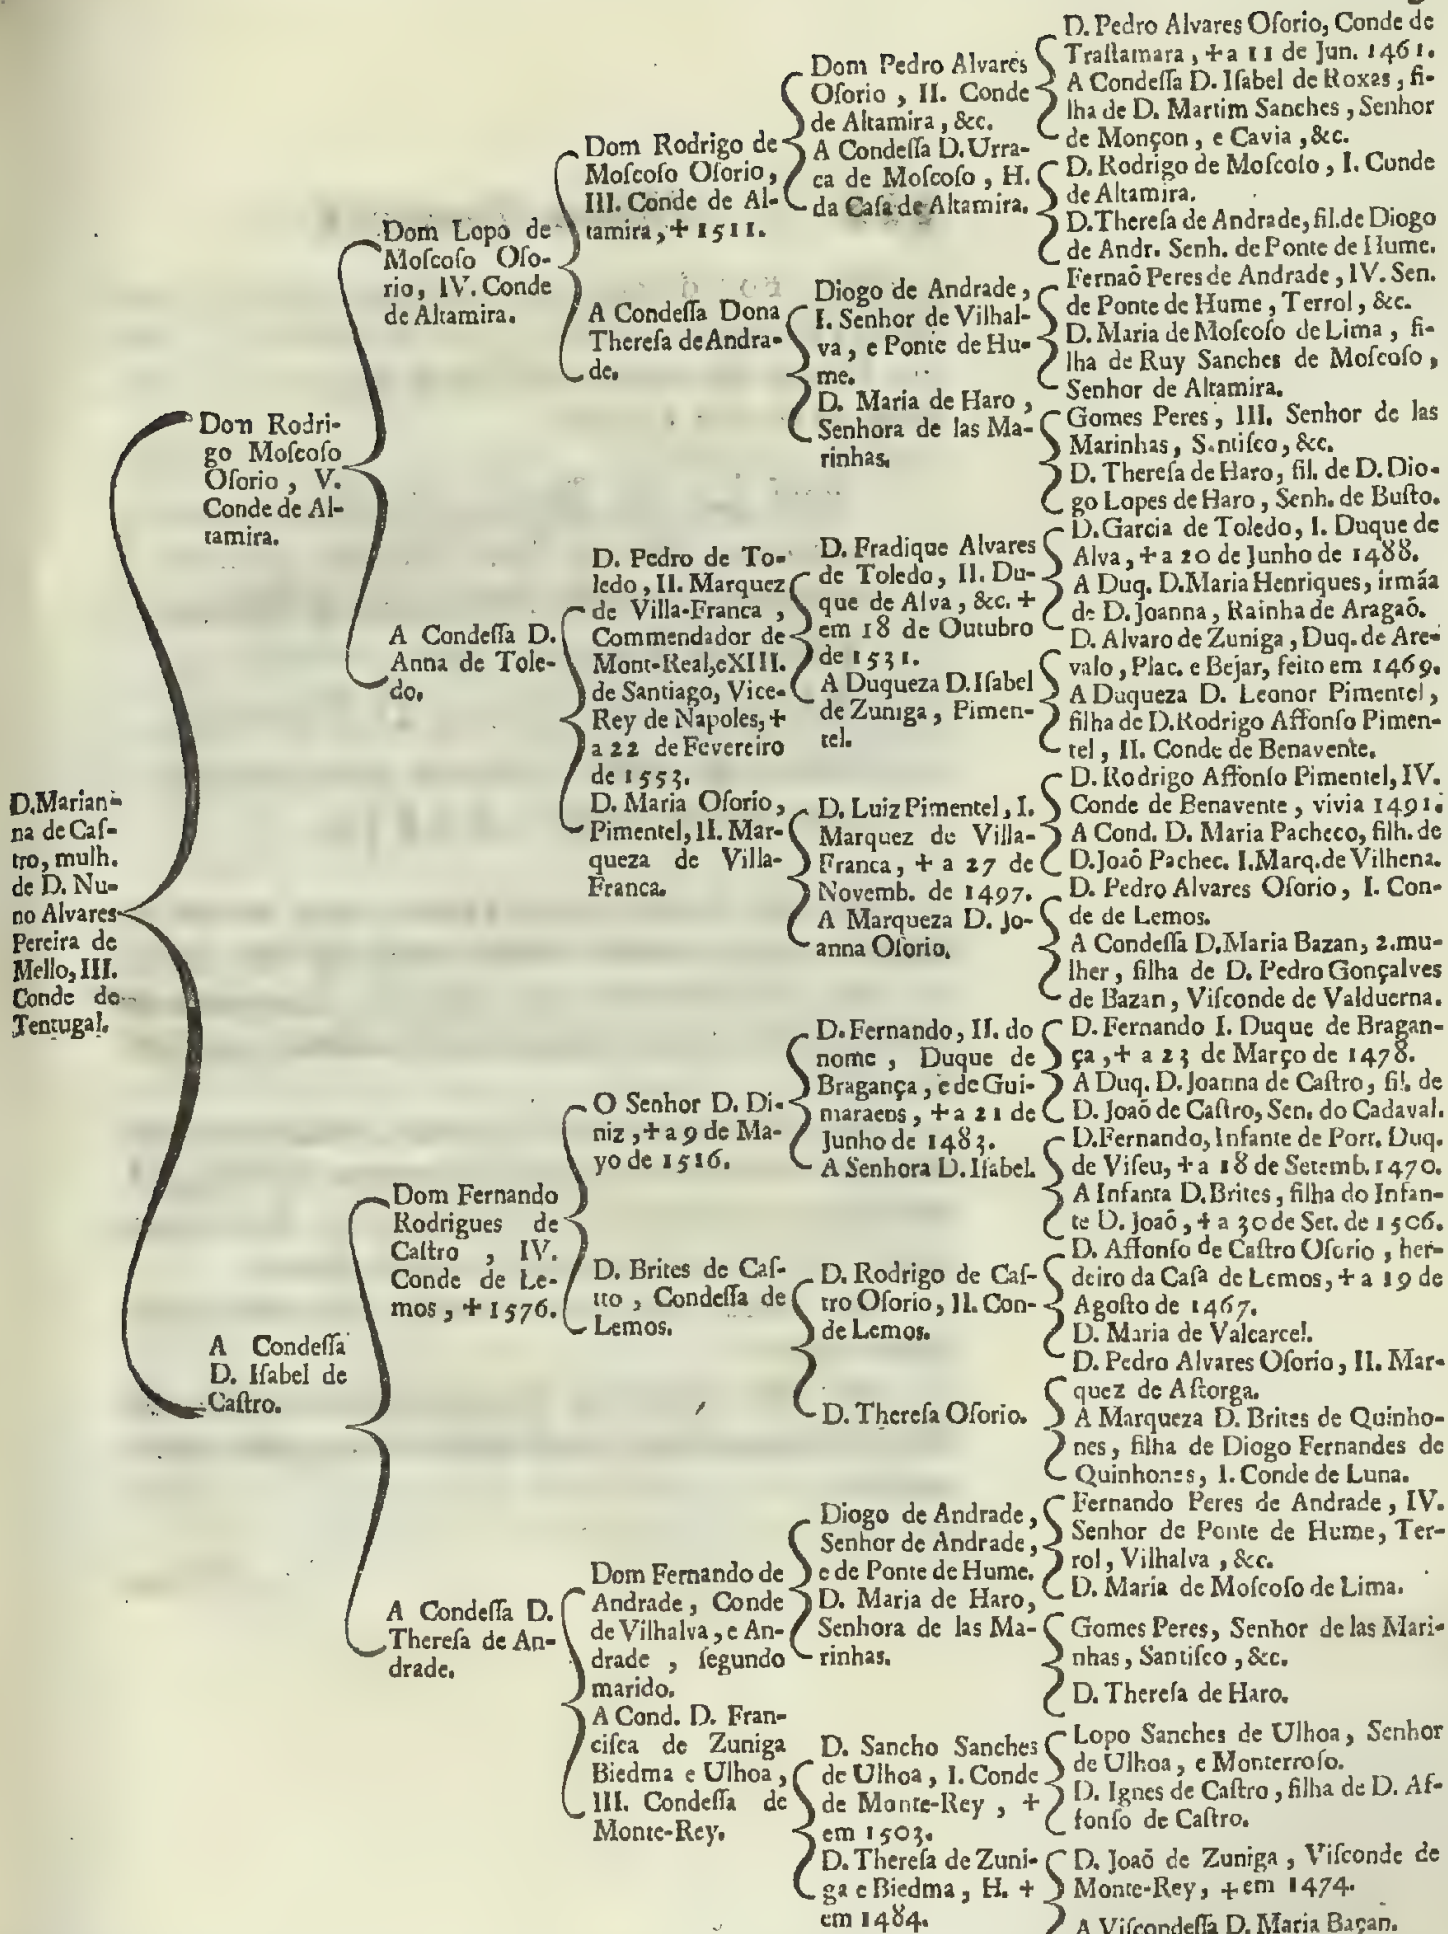 D.Marian-
na de Caſ-
tro, mulh.
de D. Nu-
no Alvares
Pereira de
Mello, III.
Conde de
Tentugal.
Dom Rodri-
go Moſcoſo
Oſorio , V.
Conde de Al-
tamira.
A Condeſſa
D. Iſabel de
Caſtro.
Dom Lopo de
Moſcoſo Oſo-
rio, IV. Conde
de Altamira.
A Condeſſa D.
Anna de Tole-
do.
Dom Fernando
Rodrigues de
Caſtro , IV.
Conde de Le-
mos , + 1576.
A Condeſſa D.
Thereſa de An-
drade.
Dom Rodrigo de
Moſcoſo Oſorio,
III. Conde de Al-
tamira, + 1511.
A Condeſſa Dona
Thereſa de Andra-
de.
D. Pedro de To-
ledo, II. Marquez
de Villa-Franca ,
Commendador de
Mont-Real, e XIII.
de Santiago, Vice-
Rey de Napoles, +
a 22 de Fevereiro
de 1553.
D. Maria Oſorio,
Pimentel, II. Mar-
queza de Villa-
Franca.
O Senhor D. Di-
niz , + a 9 de Ma-
yo de 1516.
D. Brites de Caſ-
tro , Condeſſa de
Lemos.
Dom Fernando de
Andrade, Conde
de Vilhalva, e An-
drade , ſegundo
marido.
A Cond. D. Fran-
ciſca de Zuniga
Biedma e Ulhoa,
III. Condeſſa de
Monte-Rey.
Dom Pedro Alvares
Oſorio , II. Conde
de Altamira, &c.
A Condeſſa D. Urra-
ca de Moſcoſo , H.
da Caſa de Altamira.
Diogo de Andrade,
I. Senhor de Vilhal-
va, e Ponte de Hu-
me.
D. Maria de Haro ,
Senhora de las Ma-
rinhas.
D. Fradique Alvares
de Toledo, II. Du-
que de Alva, &c. +
em 18 de Outubro
de 1531.
A Duqueza D. Iſabel
de Zuniga, Pimen-
tel.
D. Luiz Pimentel, I.
Marquez de Villa-
Franca, + a 27 de
Novemb. de 1497.
A Marqueza D. Jo-
anna Oſorio.
D. Fernando, II. do
nome , Duque de
Bragança, e de Gui-
maraens, + a 21 de
Junho de 1483.
A Senhora D. Iſabel.
D. Rodrigo de Caſ-
tro Oſorio, II. Con-
de Lemos.
D. Thereſa Oſorio.
Diogo de Andrade,
Senhor de Andrade,
e de Ponte de Hume.
D. Maria de Haro,
Senhora de las Ma-
rinhas.
D. Sancho Sanches
de Ulhoa, I. Conde
de Monte-Rey , +
em 1503.
D. Thereſa de Zuni-
ga e Biedma, H. +
em 1484.
D. Pedro Alvares Oſorio, Conde de
Traſtamara , + a 11 de Jun. 1461.
A Condeſſa D. Iſabel de Roxas, fi-
lha de D. Martim Sanches, Senhor
de Monçon, e Cavia , &c.
D. Rodrigo de Moſcoſo , I. Conde
de Altamira.
D. Thereſa de Andrade, fil. de Diogo
de Andr. Senh. de Ponte de Hume.
Fernaõ Peres de Andrade, IV. Sen.
de Ponte de Hume, Terrol, &c.
D. Maria de Moſcoſo de Lima , fi-
lha de Ruy Sanches de Moſcoſo ,
Senhor de Altamira.
Gomes Peres, III. Senhor de las
Marinhas, Santiſco, &c.
D. Thereſa de Haro, fil. de D. Dio-
go Lopes de Haro, Senh. de Buſto.
D. Garcia de Toledo, I. Duque de
Alva, + a 20 de Junho de 1488.
A Duq. D. Maria Henriques, irmãa
de D. Joanna, Rainha de Aragaõ.
D. Alvaro de Zuniga, Duq. de Are-
valo, Plac. e Bejar, feito em 1469.
A Duqueza D. Leonor Pimentel,
filha de D. Rodrigo Affonſo Pimen-
tel, II. Conde de Benavente.
D. Rodrigo Affonſo Pimentel, IV.
Conde de Benavente, vivia 1491.
A Cond. D. Maria Pacheco, filh. de
D. Joaõ Pachec. I. Marq. de Vilhena.
D. Pedro Alvares Oſorio, I. Con-
de de Lemos.
A Condeſſa D. Maria Bazan, 2. mu-
lher, filha de D. Pedro Gonçalves
de Bazan, Viſconde de Valduerna.
D. Fernando I. Duque de Bragan-
ça, + a 23 de Março de 1478.
A Duq. D. Joanna de Caſtro, fil. de
D. Joaõ de Caſtro, Sen. do Cadaval.
D. Fernando, Infante de Port. Duq.
de Viſeu, + a 18 de Setemb. 1470.
A Infanta D. Brites, filha do Infan-
te D. Joaõ, + a 30 de Set. de 1506.
D. Affonſo de Caſtro Oſorio , her-
deiro da Caſa de Lemos, + a 19 de
Agoſto de 1467.
D. Maria de Valcarcel.
D. Pedro Alvares Oſorio, II. Mar-
quez de Aſtorga.
A Marqueza D. Brites de Quinho-
nes, filha de Diogo Fernandes de
Quinhones, I. Conde de Luna.
Fernando Peres de Andrade, IV.
Senhor de Ponte de Hume, Ter-
rol, Vilhalva , &c.
D. Maria de Moſcoſo de Lima.
Gomes Peres, Senhor de las Mari-
nhas, Santiſco, &c.
D. Thereſa de Haro.
Lopo Sanches de Ulhoa, Senhor
de Ulhoa, e Monterroſo.
D. Ignes de Caſtro, filha de D. Af-
fonſo de Caſtro.
D. Joaõ de Zuniga , Viſconde de
Monte-Rey, + em 1474.
A Viſcondeſſa D. Maria Baçan.